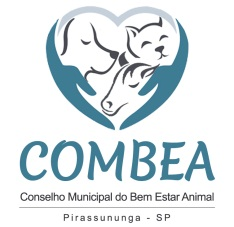 COMBEA
Conselho Municipal do Bem Estar Animal
Pirassununga - SP